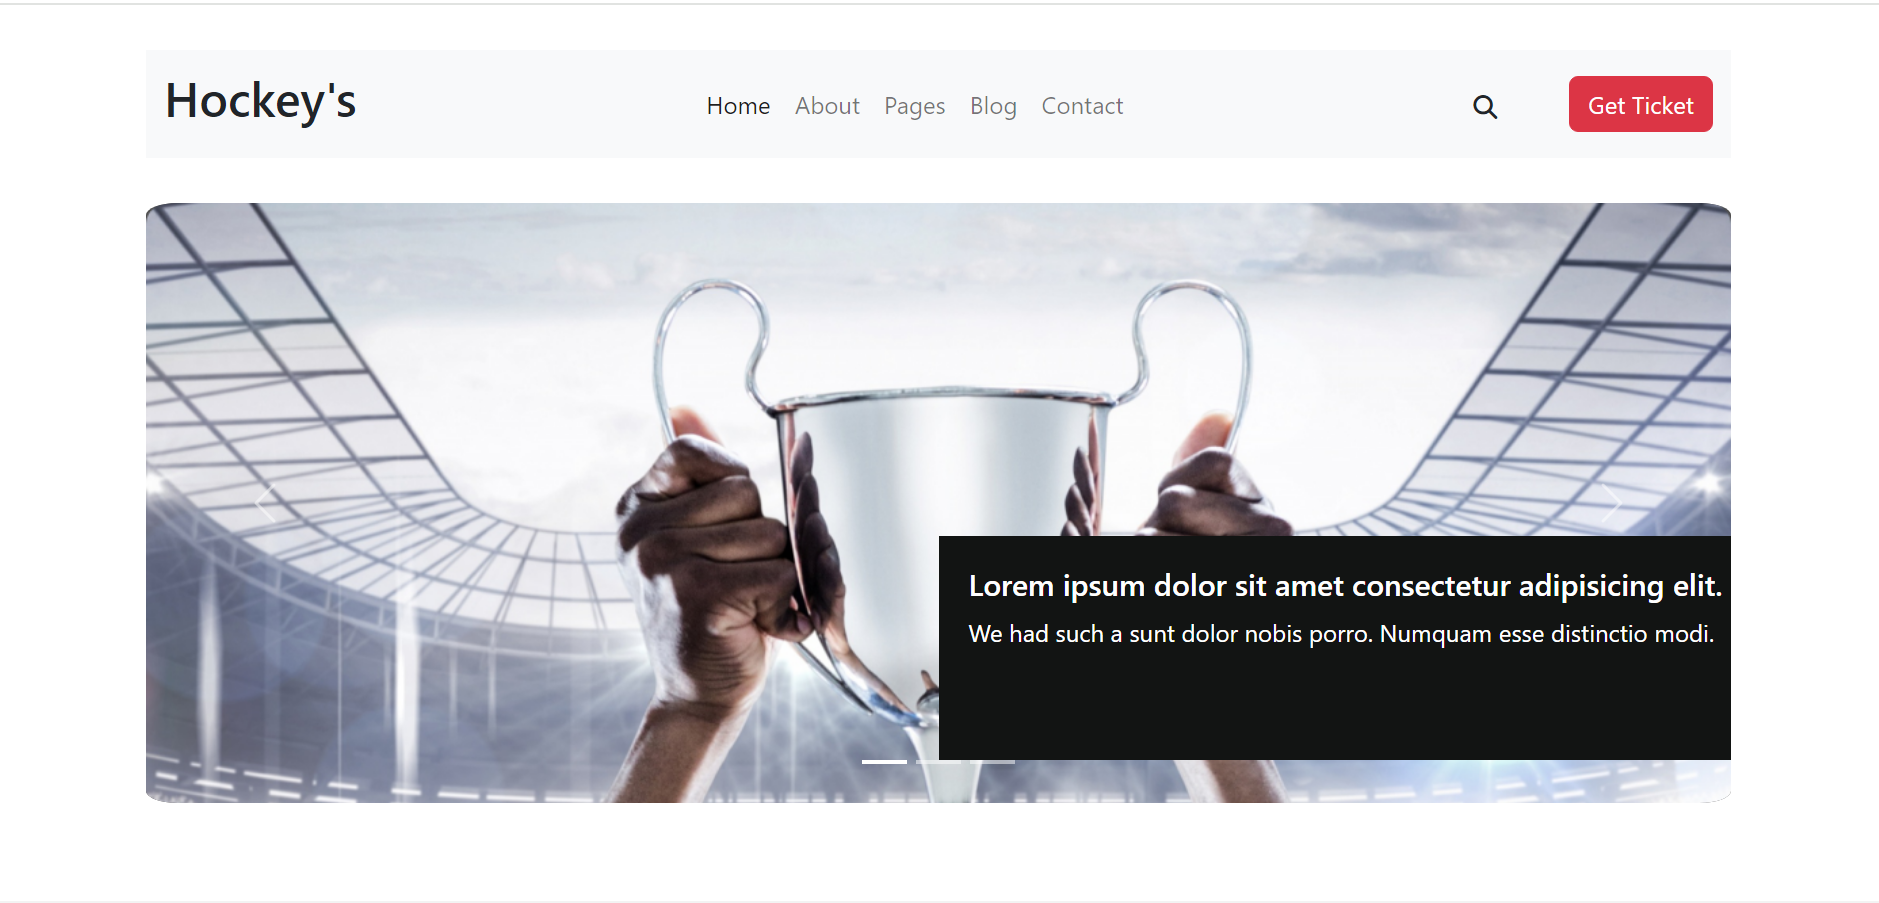 Hockey's
Home About Pages Blog Contact
Get Ticket
Lorem ipsum dolor sit amet consectetur adipisicing elit.
We had such a sunt dolor nobis porro. Numquam esse distinctio modi.